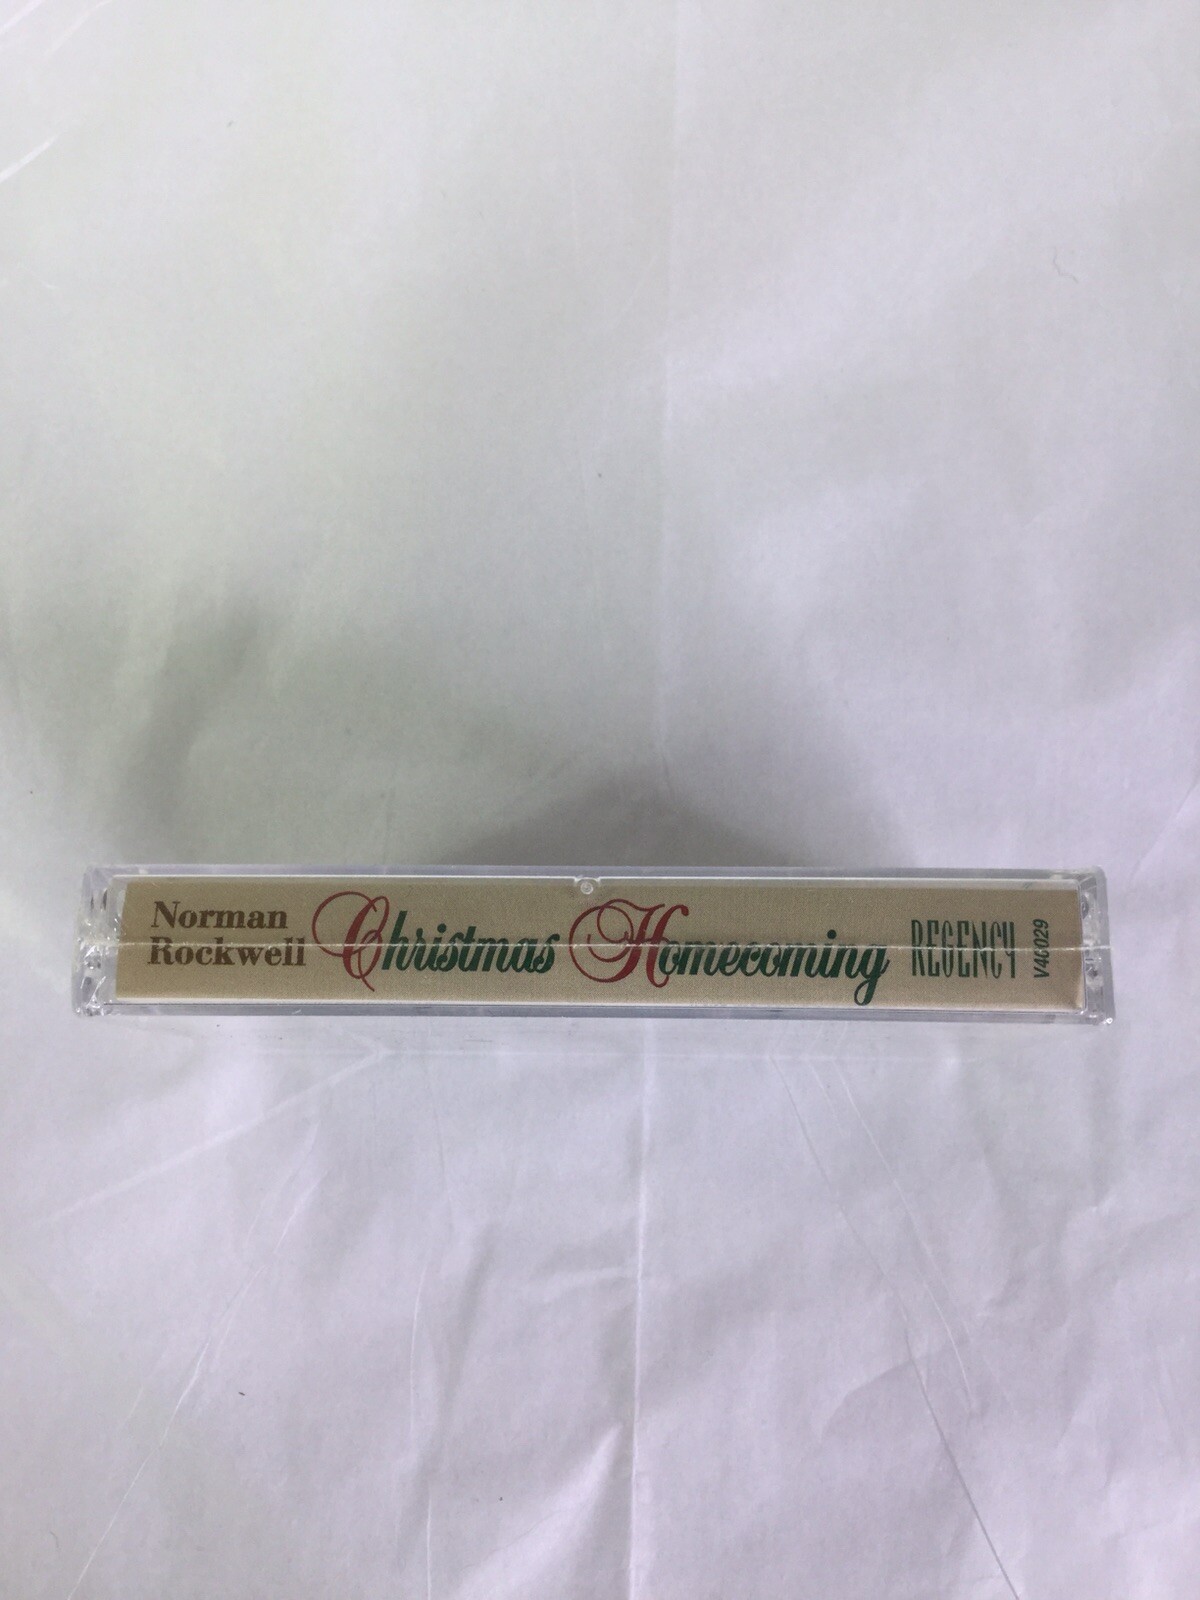 Norman
Rockwell
Christmas Homecoming
REGENCY
V46029